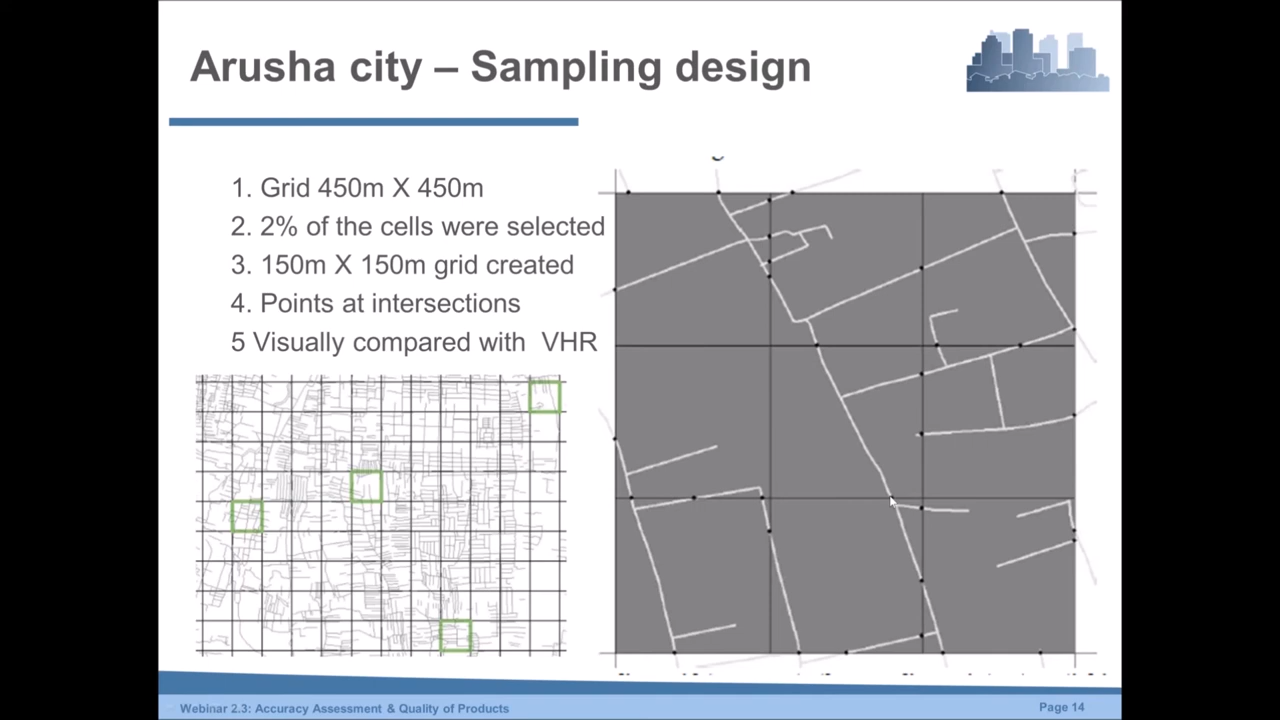 Arusha city – Sampling design
1. Grid 450m X 450m
2. 2% of the cells were selected
3. 150m X 150m grid created
4. Points at intersections
5 Visually compared with VHR
Webinar 2.3: Accuracy Assessment & Quality of Products
Page 14